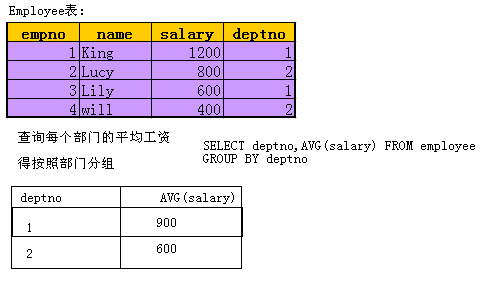 Employee表:
empno name salary deptno
1 King 1200 1
2 Lucy 800 2
3 Lily 600 1
4 will 400 2
查询每个部门的平均工资
得按照部门分组
SELECT deptno,AVG(salary) FROM employee
GROUP BY deptno
deptno AVG(salary)
1 900
2 600